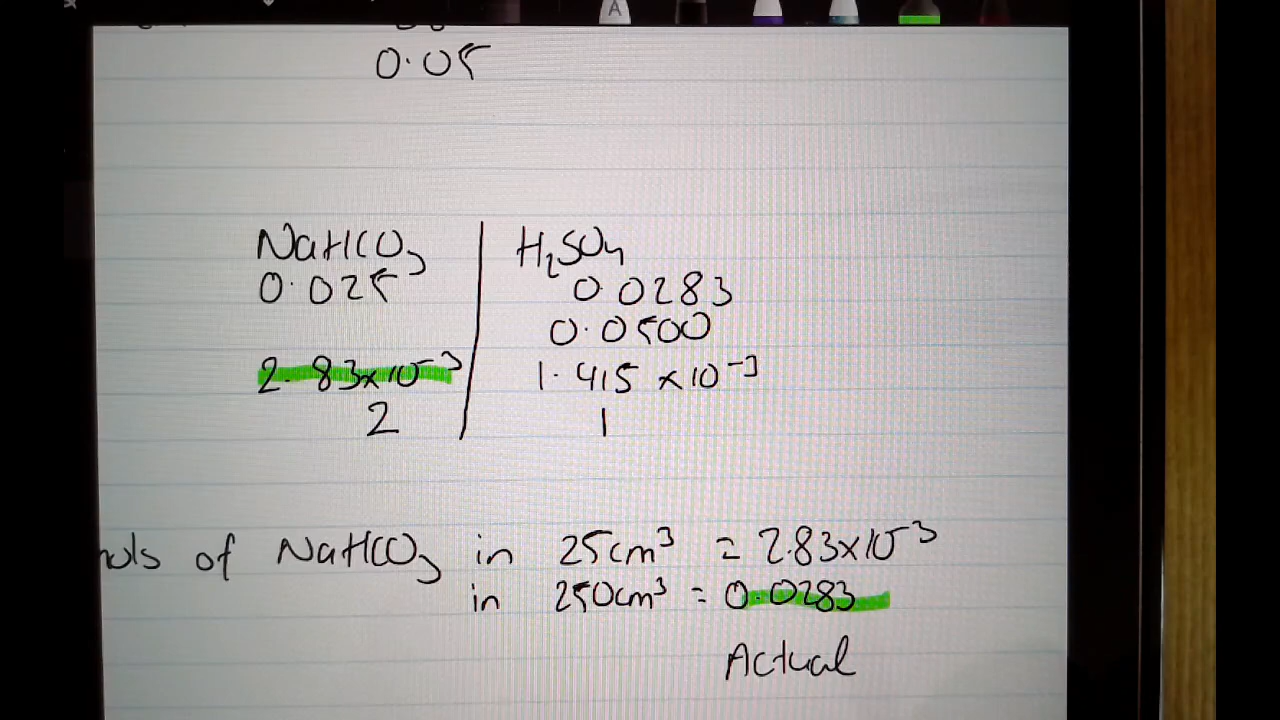 A
0.05
NaHCO3 | H2SO4
0.025 | 0.0283
0.0500
2.83x10-3 | 1.415 x10-3
2 | 1
of NaHCO3 in 25cm3 = 2.83x10-3
in 250cm3 = 0.0283
Actual